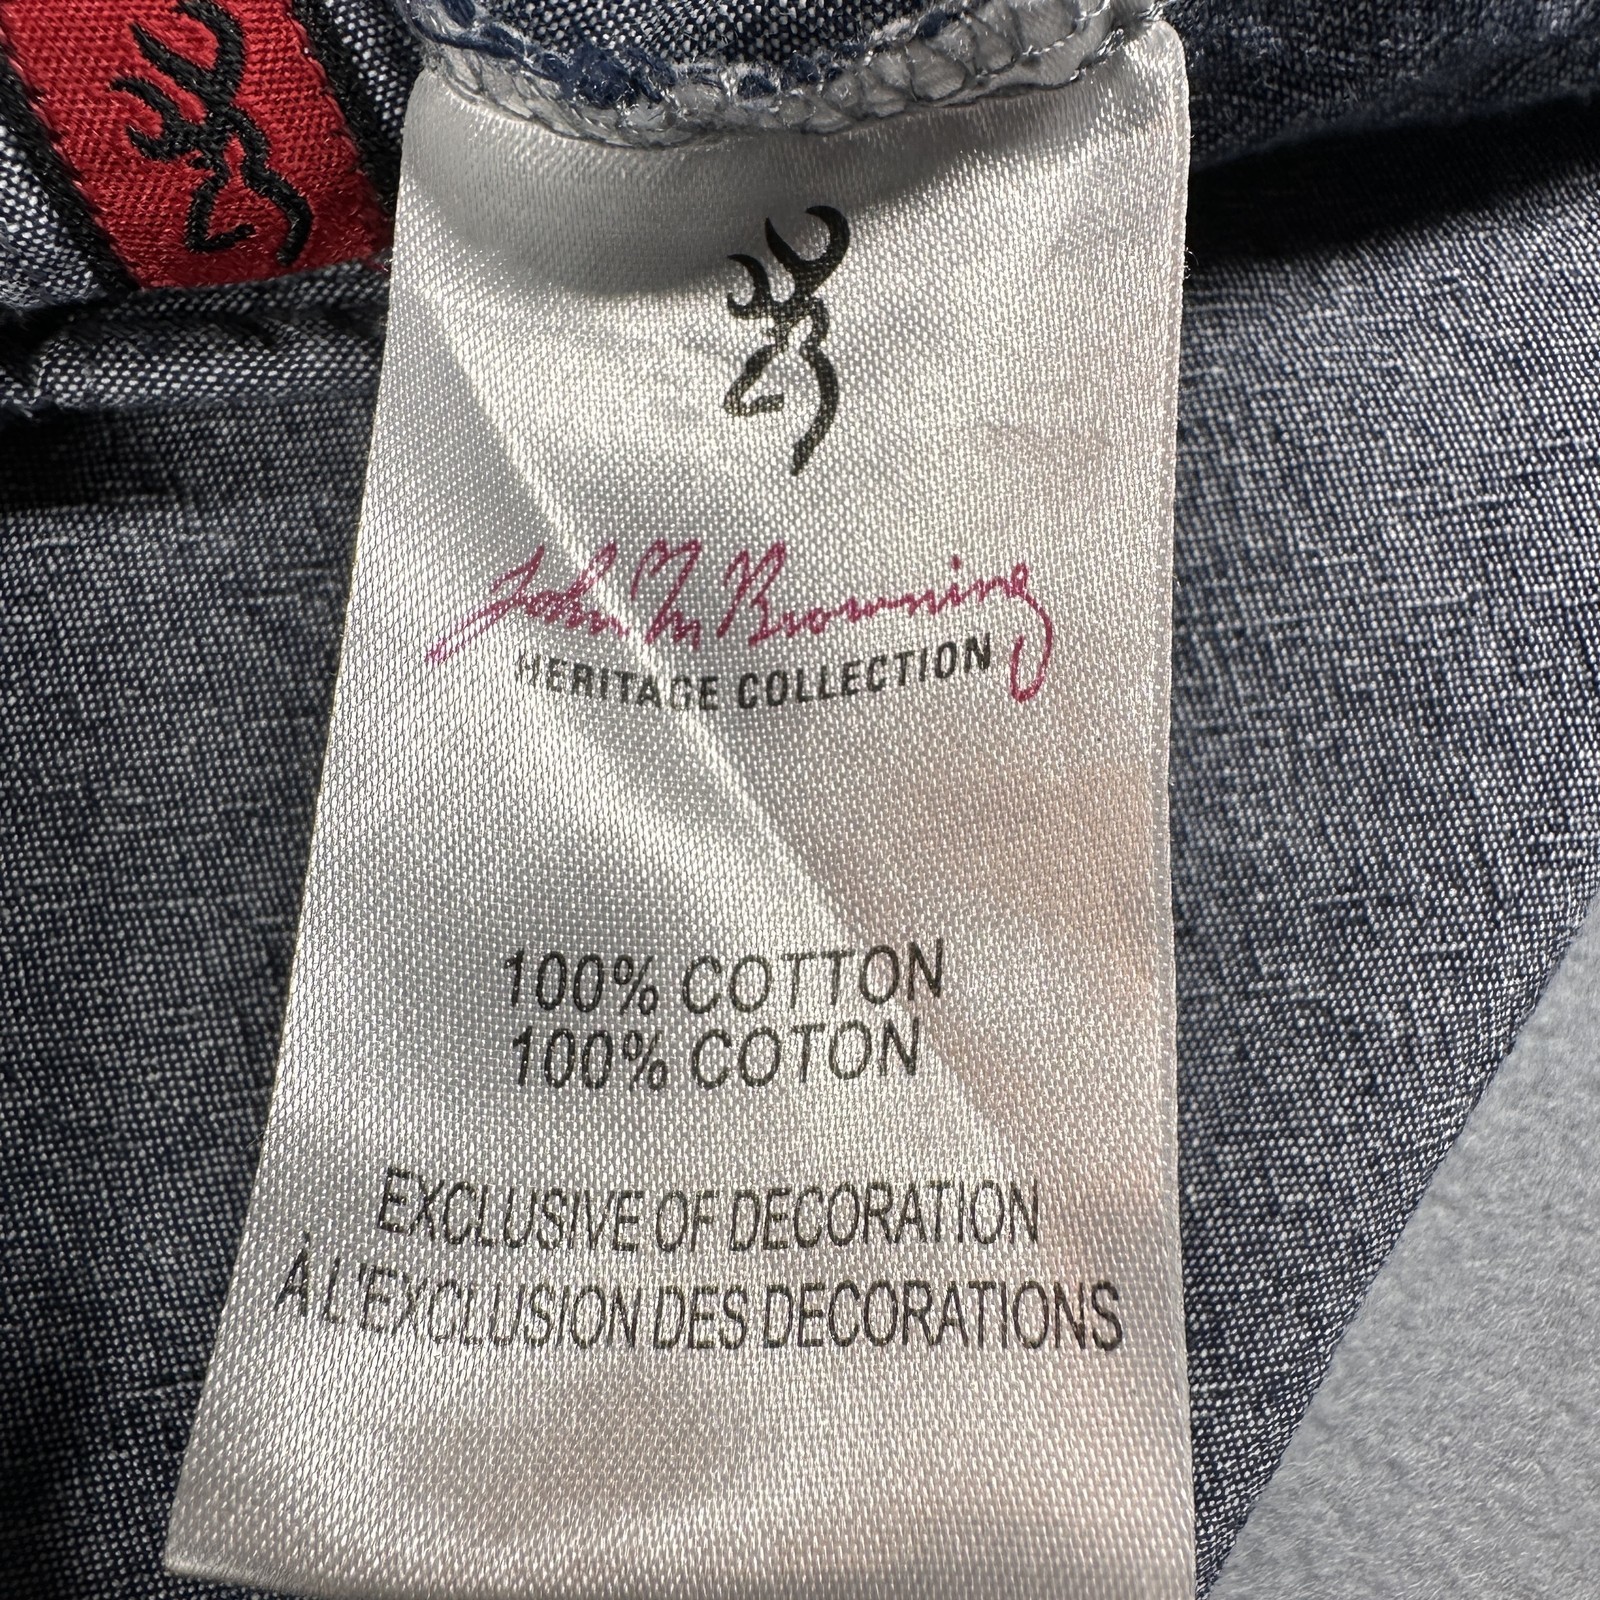 John M Browning
HERITAGE COLLECTION
100% COTTON
100% COTON
EXCLUSIVE OF DECORATION
À L'EXCLUSION DES DECORATIONS